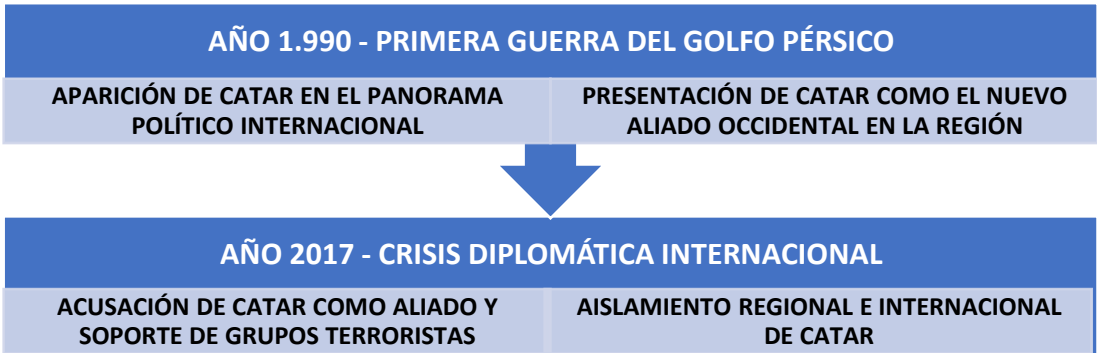 AÑO 1.990 - PRIMERA GUERRA DEL GOLFO PÉRSICO
APARICIÓN DE CATAR EN EL PANORAMA
POLÍTICO INTERNACIONAL
PRESENTACIÓN DE CATAR COMO EL NUEVO
ALIADO OCCIDENTAL EN LA REGIÓN
AÑO 2017 - CRISIS DIPLOMÁTICA INTERNACIONAL
ACUSACIÓN DE CATAR COMO ALIADO Y
SOPORTE DE GRUPOS TERRORISTAS
AISLAMIENTO REGIONAL E INTERNACIONAL
DE CATAR